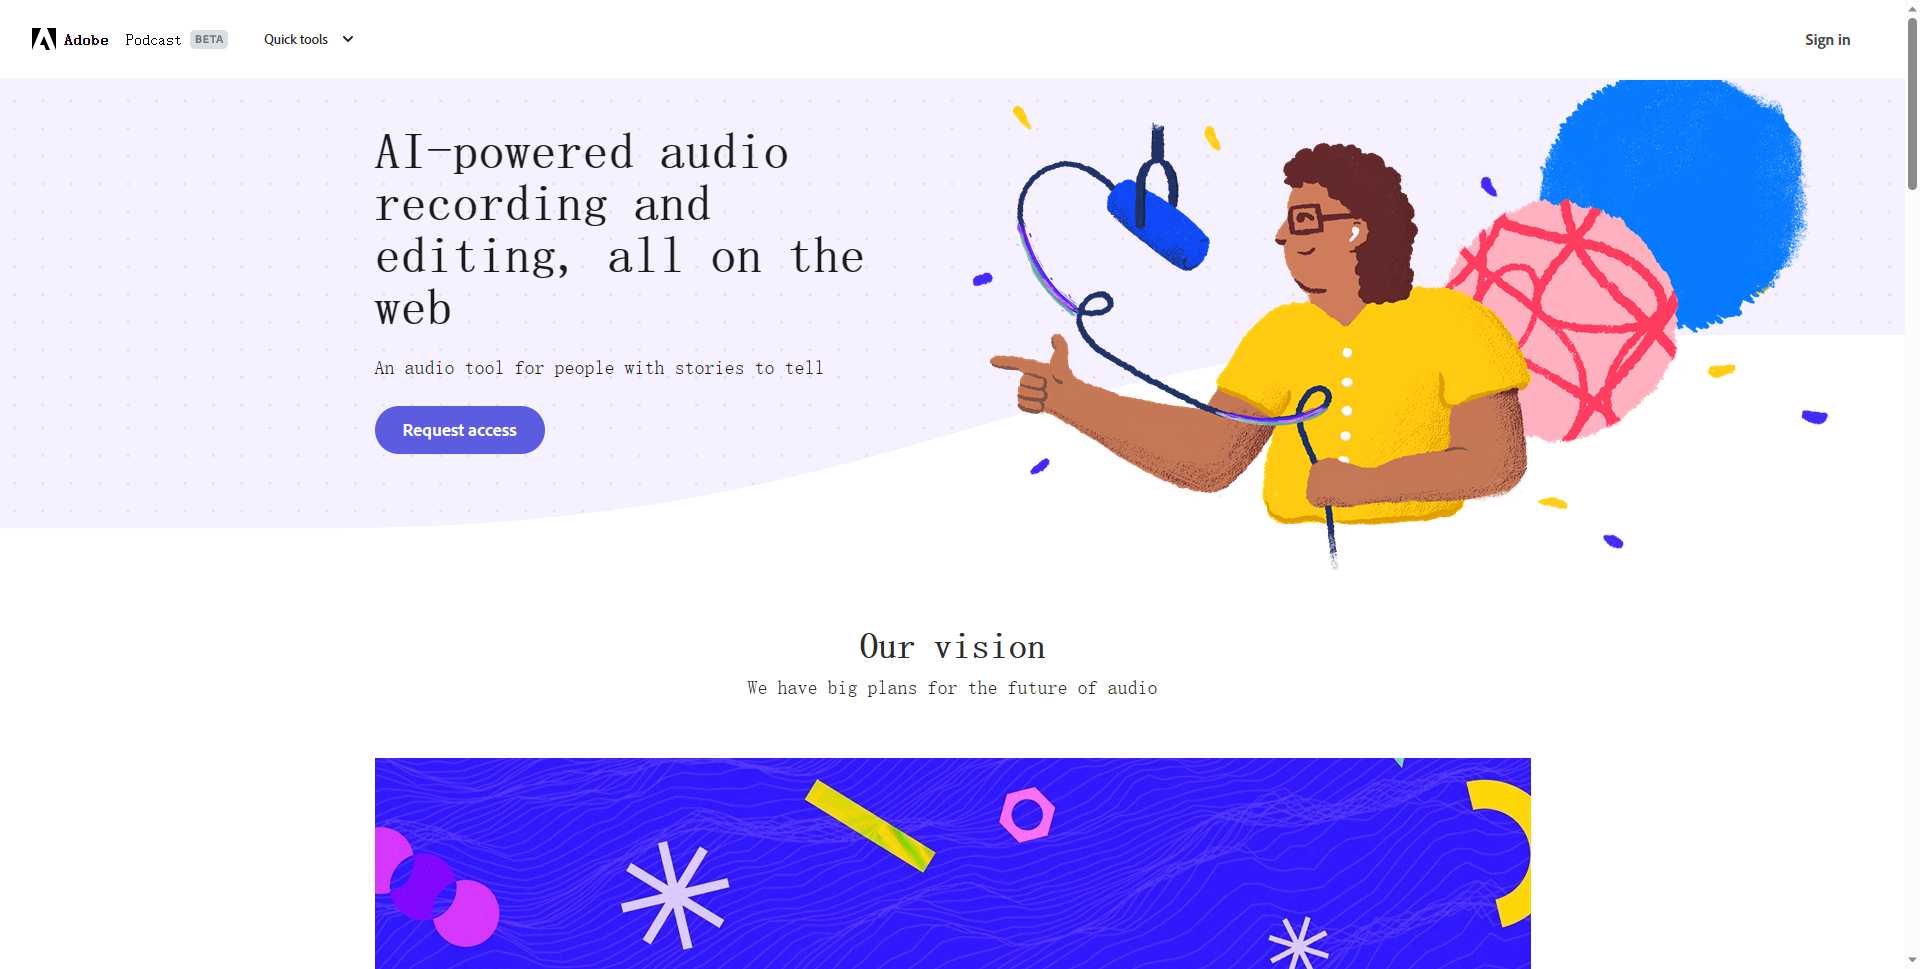 Adobe Podcast BETA Quick tools Sign in
AI-powered audio
recording and
editing, all on the
web
An audio tool for people with stories to tell
Request access
Our vision
We have big plans for the future of audio